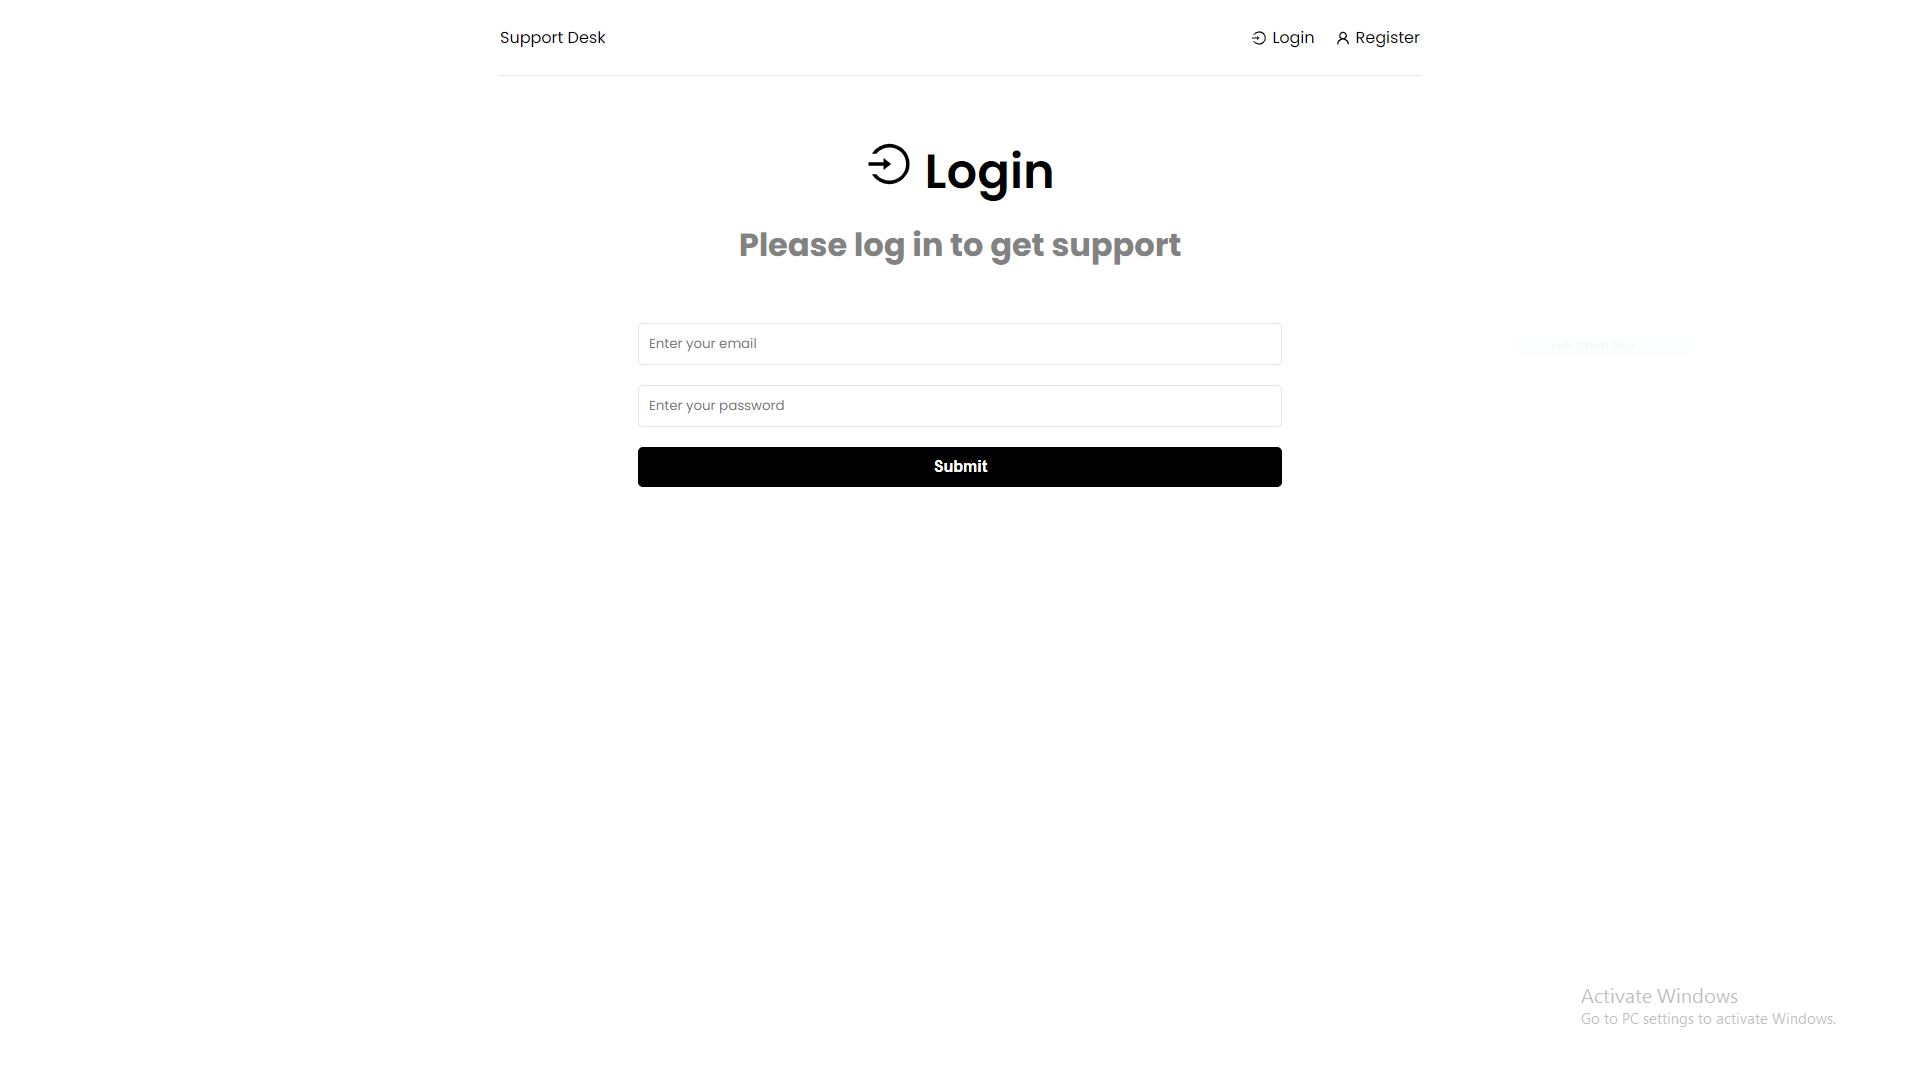 Support Desk
Login
Register
Login
Please log in to get support
Enter your email
Enter your password
Submit
Full-screen Snip
Activate Windows
Go to PC settings to activate Windows.